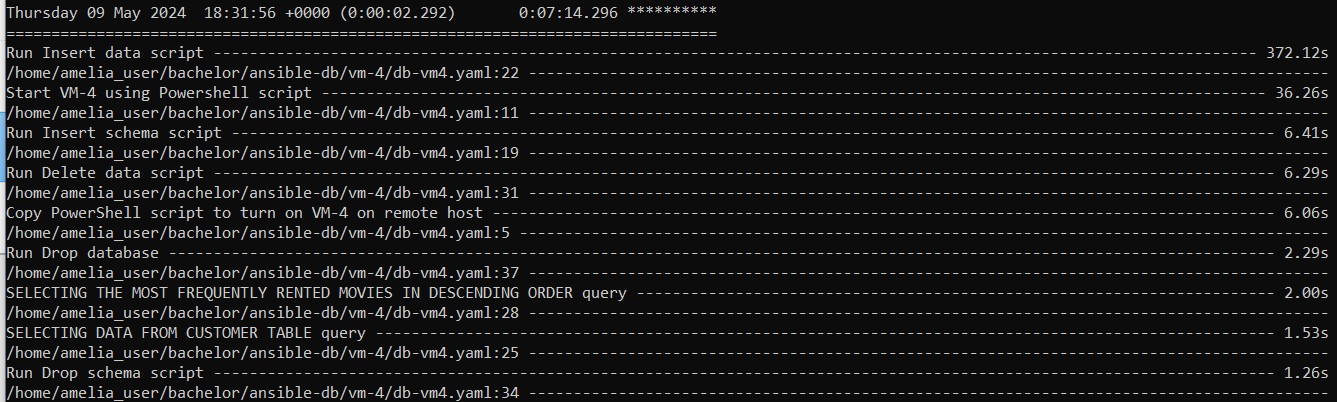 Thursday 09 May 2024  18:31:56 +0000 (0:00:02.292)       0:07:14.296 **********
===============================================================================
Run Insert data script --------------------------------------------------------------------------------------------------------------------- 372.12s
/home/amelia_user/bachelor/ansible-db/vm-4/db-vm4.yaml:22 ------------------------------------------------------------------------------------------
Start VM-4 using Powershell script ---------------------------------------------------------------------------------------------------------- 36.26s
/home/amelia_user/bachelor/ansible-db/vm-4/db-vm4.yaml:11 ------------------------------------------------------------------------------------------
Run Insert schema script --------------------------------------------------------------------------------------------------------------------- 6.41s
/home/amelia_user/bachelor/ansible-db/vm-4/db-vm4.yaml:19 ------------------------------------------------------------------------------------------
Run Delete data script ----------------------------------------------------------------------------------------------------------------------- 6.29s
/home/amelia_user/bachelor/ansible-db/vm-4/db-vm4.yaml:31 ------------------------------------------------------------------------------------------
Copy PowerShell script to turn on VM-4 on remote host ---------------------------------------------------------------------------------------- 6.06s
/home/amelia_user/bachelor/ansible-db/vm-4/db-vm4.yaml:5 -------------------------------------------------------------------------------------------
Run Drop database ---------------------------------------------------------------------------------------------------------------------------- 2.29s
/home/amelia_user/bachelor/ansible-db/vm-4/db-vm4.yaml:37 ------------------------------------------------------------------------------------------
SELECTING THE MOST FREQUENTLY RENTED MOVIES IN DESCENDING ORDER query ------------------------------------------------------------------------ 2.00s
/home/amelia_user/bachelor/ansible-db/vm-4/db-vm4.yaml:28 ------------------------------------------------------------------------------------------
SELECTING DATA FROM CUSTOMER TABLE query ----------------------------------------------------------------------------------------------------- 1.53s
/home/amelia_user/bachelor/ansible-db/vm-4/db-vm4.yaml:25 ------------------------------------------------------------------------------------------
Run Drop schema script ----------------------------------------------------------------------------------------------------------------------- 1.26s
/home/amelia_user/bachelor/ansible-db/vm-4/db-vm4.yaml:34 ------------------------------------------------------------------------------------------